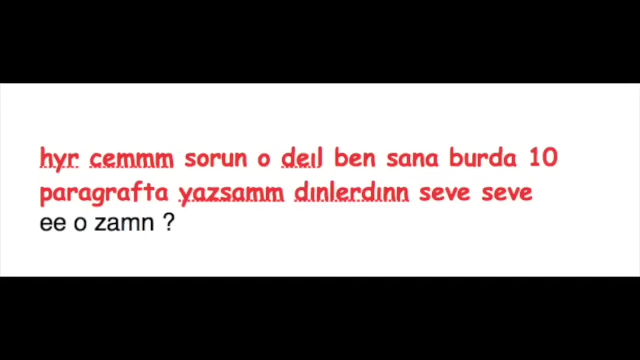 hyr cemmm sorun o deıl ben sana burda 10
paragrafta yazsamm dınlerdınn seve seve
ee o zamn ?